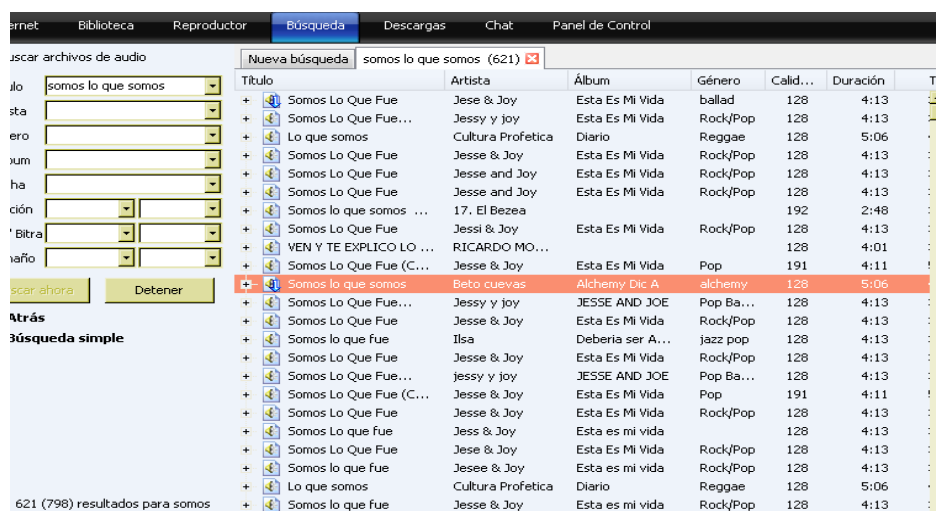 ernet Biblioteca Reproductor Búsqueda Descargas Chat Panel de Control
uscar archivos de audio
Nueva búsqueda somos lo que somos (621)
ulo somos lo que somos
sta
ero
oum
ha
ción
' Bitra
naño
scar ahora Detener
Atrás
Búsqueda simple
621 (798) resultados para somos
Título Artista Álbum Género Calid... Duración T
+ Somos Lo Que Fue Jese & Joy Esta Es Mi Vida ballad 128 4:13
+ Somos Lo Que Fue... Jessy y joy Esta Es Mi Vida Rock/Pop 128 4:13
+ Lo que somos Cultura Profetica Diario Reggae 128 5:06
+ Somos Lo Que Fue Jesse & Joy Esta Es Mi Vida Rock/Pop 128 4:13
+ Somos Lo Que Fue Jesse and Joy Esta Es Mi Vida Rock/Pop 128 4:13
+ Somos Lo Que Fue Jesse and Joy Esta Es Mi Vida Rock/Pop 128 4:13
+ Somos lo que somos ... 17. El Bezea 192 2:48
+ Somos Lo Que Fue Jessi & Joy Esta Es Mi Vida Rock/Pop 128 4:13
+ VEN Y TE EXPLICO LO ... RICARDO MO... 128 4:01
+ Somos Lo Que Fue (C... Jesse & Joy Esta Es Mi Vida Pop 191 4:11
+ Somos lo que somos Beto cuevas Alchemy Dic A alchemy 128 5:06
+ Somos Lo Que Fue... Jessy y joy JESSE AND JOE Pop Ba... 128 4:13
+ Somos Lo Que Fue Jesse & Joy Esta Es Mi Vida Rock/Pop 128 4:13
+ Somos lo que fue Ilsa Deberia ser A... jazz pop 128 4:13
+ Somos Lo Que Fue Jesse & Joy Esta Es Mi Vida Rock/Pop 128 4:13
+ Somos Lo Que Fue... jessy y joy JESSE AND JOE Pop Ba... 128 4:13
+ Somos Lo Que Fue (C... Jesse & Joy Esta Es Mi Vida Pop 191 4:11
+ Somos Lo Que Fue Jesse & Joy Esta Es Mi Vida Rock/Pop 128 4:13
+ Somos Lo que fue Jess & Joy Esta es mi vida 128 4:13
+ Somos Lo Que Fue Jese & Joy Esta Es Mi Vida Rock/Pop 128 4:13
+ Somos lo que fue Jesee & Joy Esta es mi vida Rock/Pop 128 4:13
+ Lo que somos Cultura Profetica Diario Reggae 128 5:06
+ Somos lo que fue Jesse & Joy Esta es mi vida Rock/Pop 128 4:13